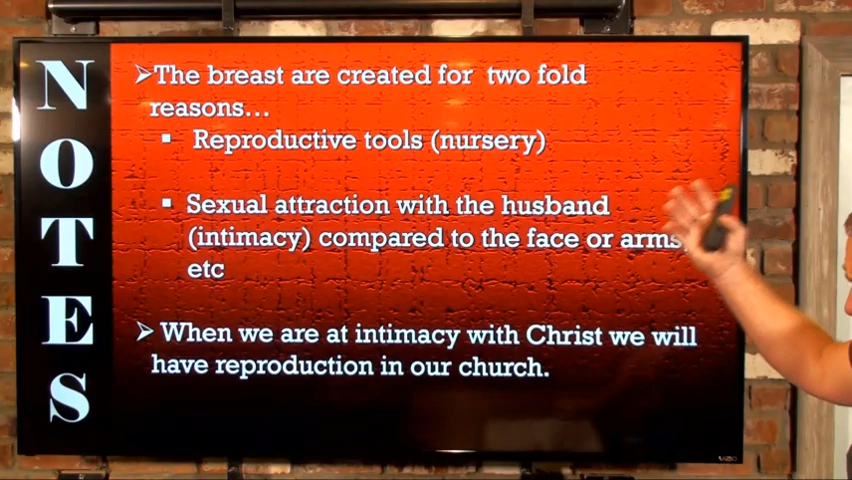 NOTES
➢The breast are created for two fold
reasons...
▪ Reproductive tools (nursery)
▪ Sexual attraction with the husband
(intimacy) compared to the face or arms
etc
➢ When we are at intimacy with Christ we will
have reproduction in our church.
VIZIO